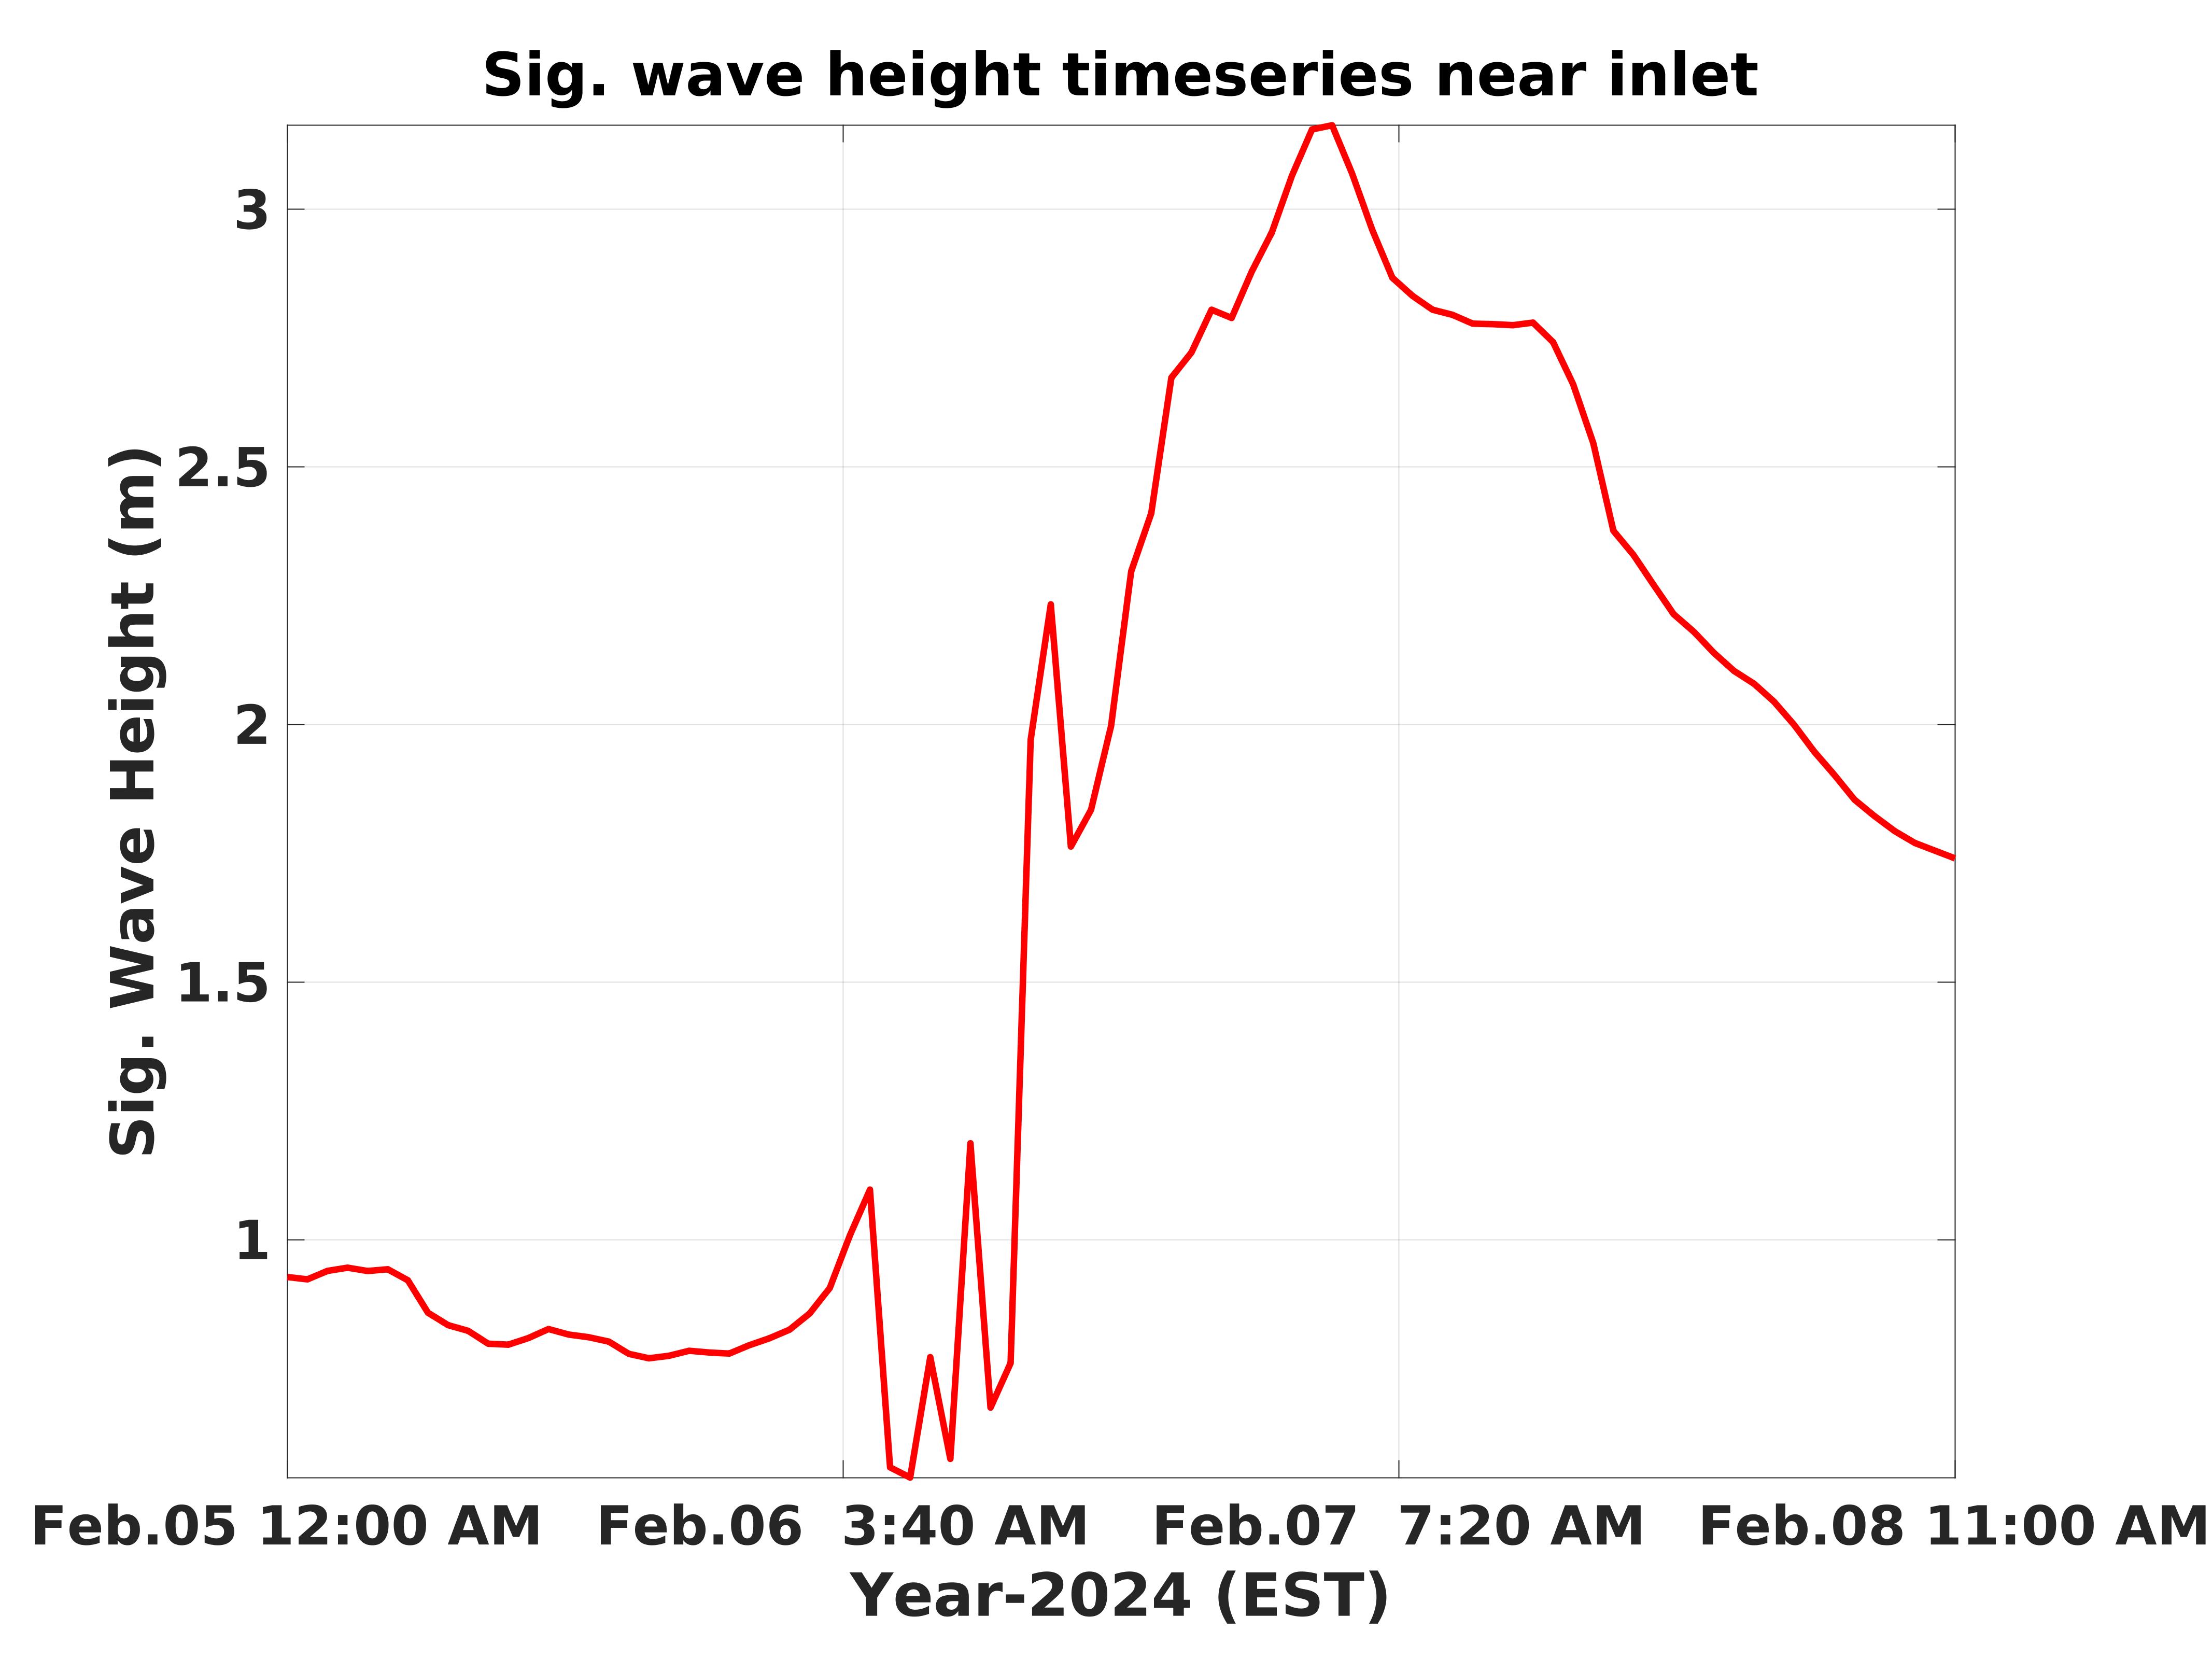 Sig. wave height timeseries near inlet
Sig. Wave Height (m)
3
2.5
2
1.5
1
Feb.05 12:00 AM Feb.06 3:40 AM Feb.07 7:20 AM Feb.08 11:00 AM
Year-2024 (EST)